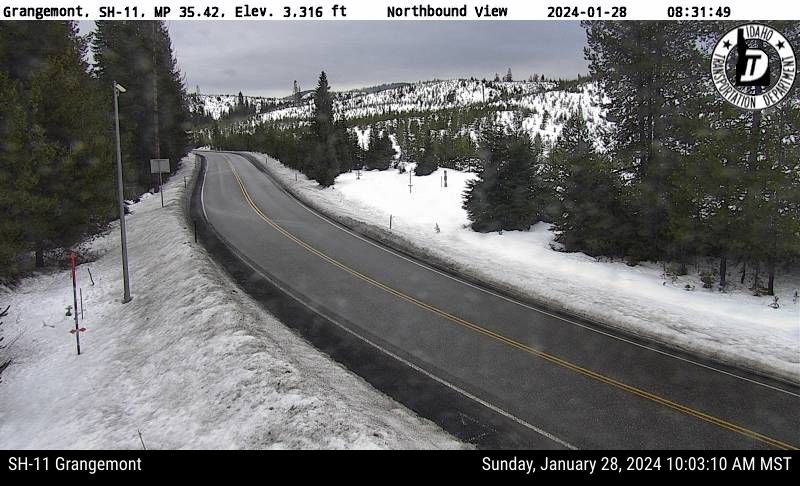 Grangemont, SH-11, MP 35.42, Elev. 3,316 ft Northbound View 2024-01-28 08:31:49
IDAHO
TRANSPORTATION DEPARTMENT
SH-11 Grangemont Sunday, January 28, 2024 10:03:10 AM MST